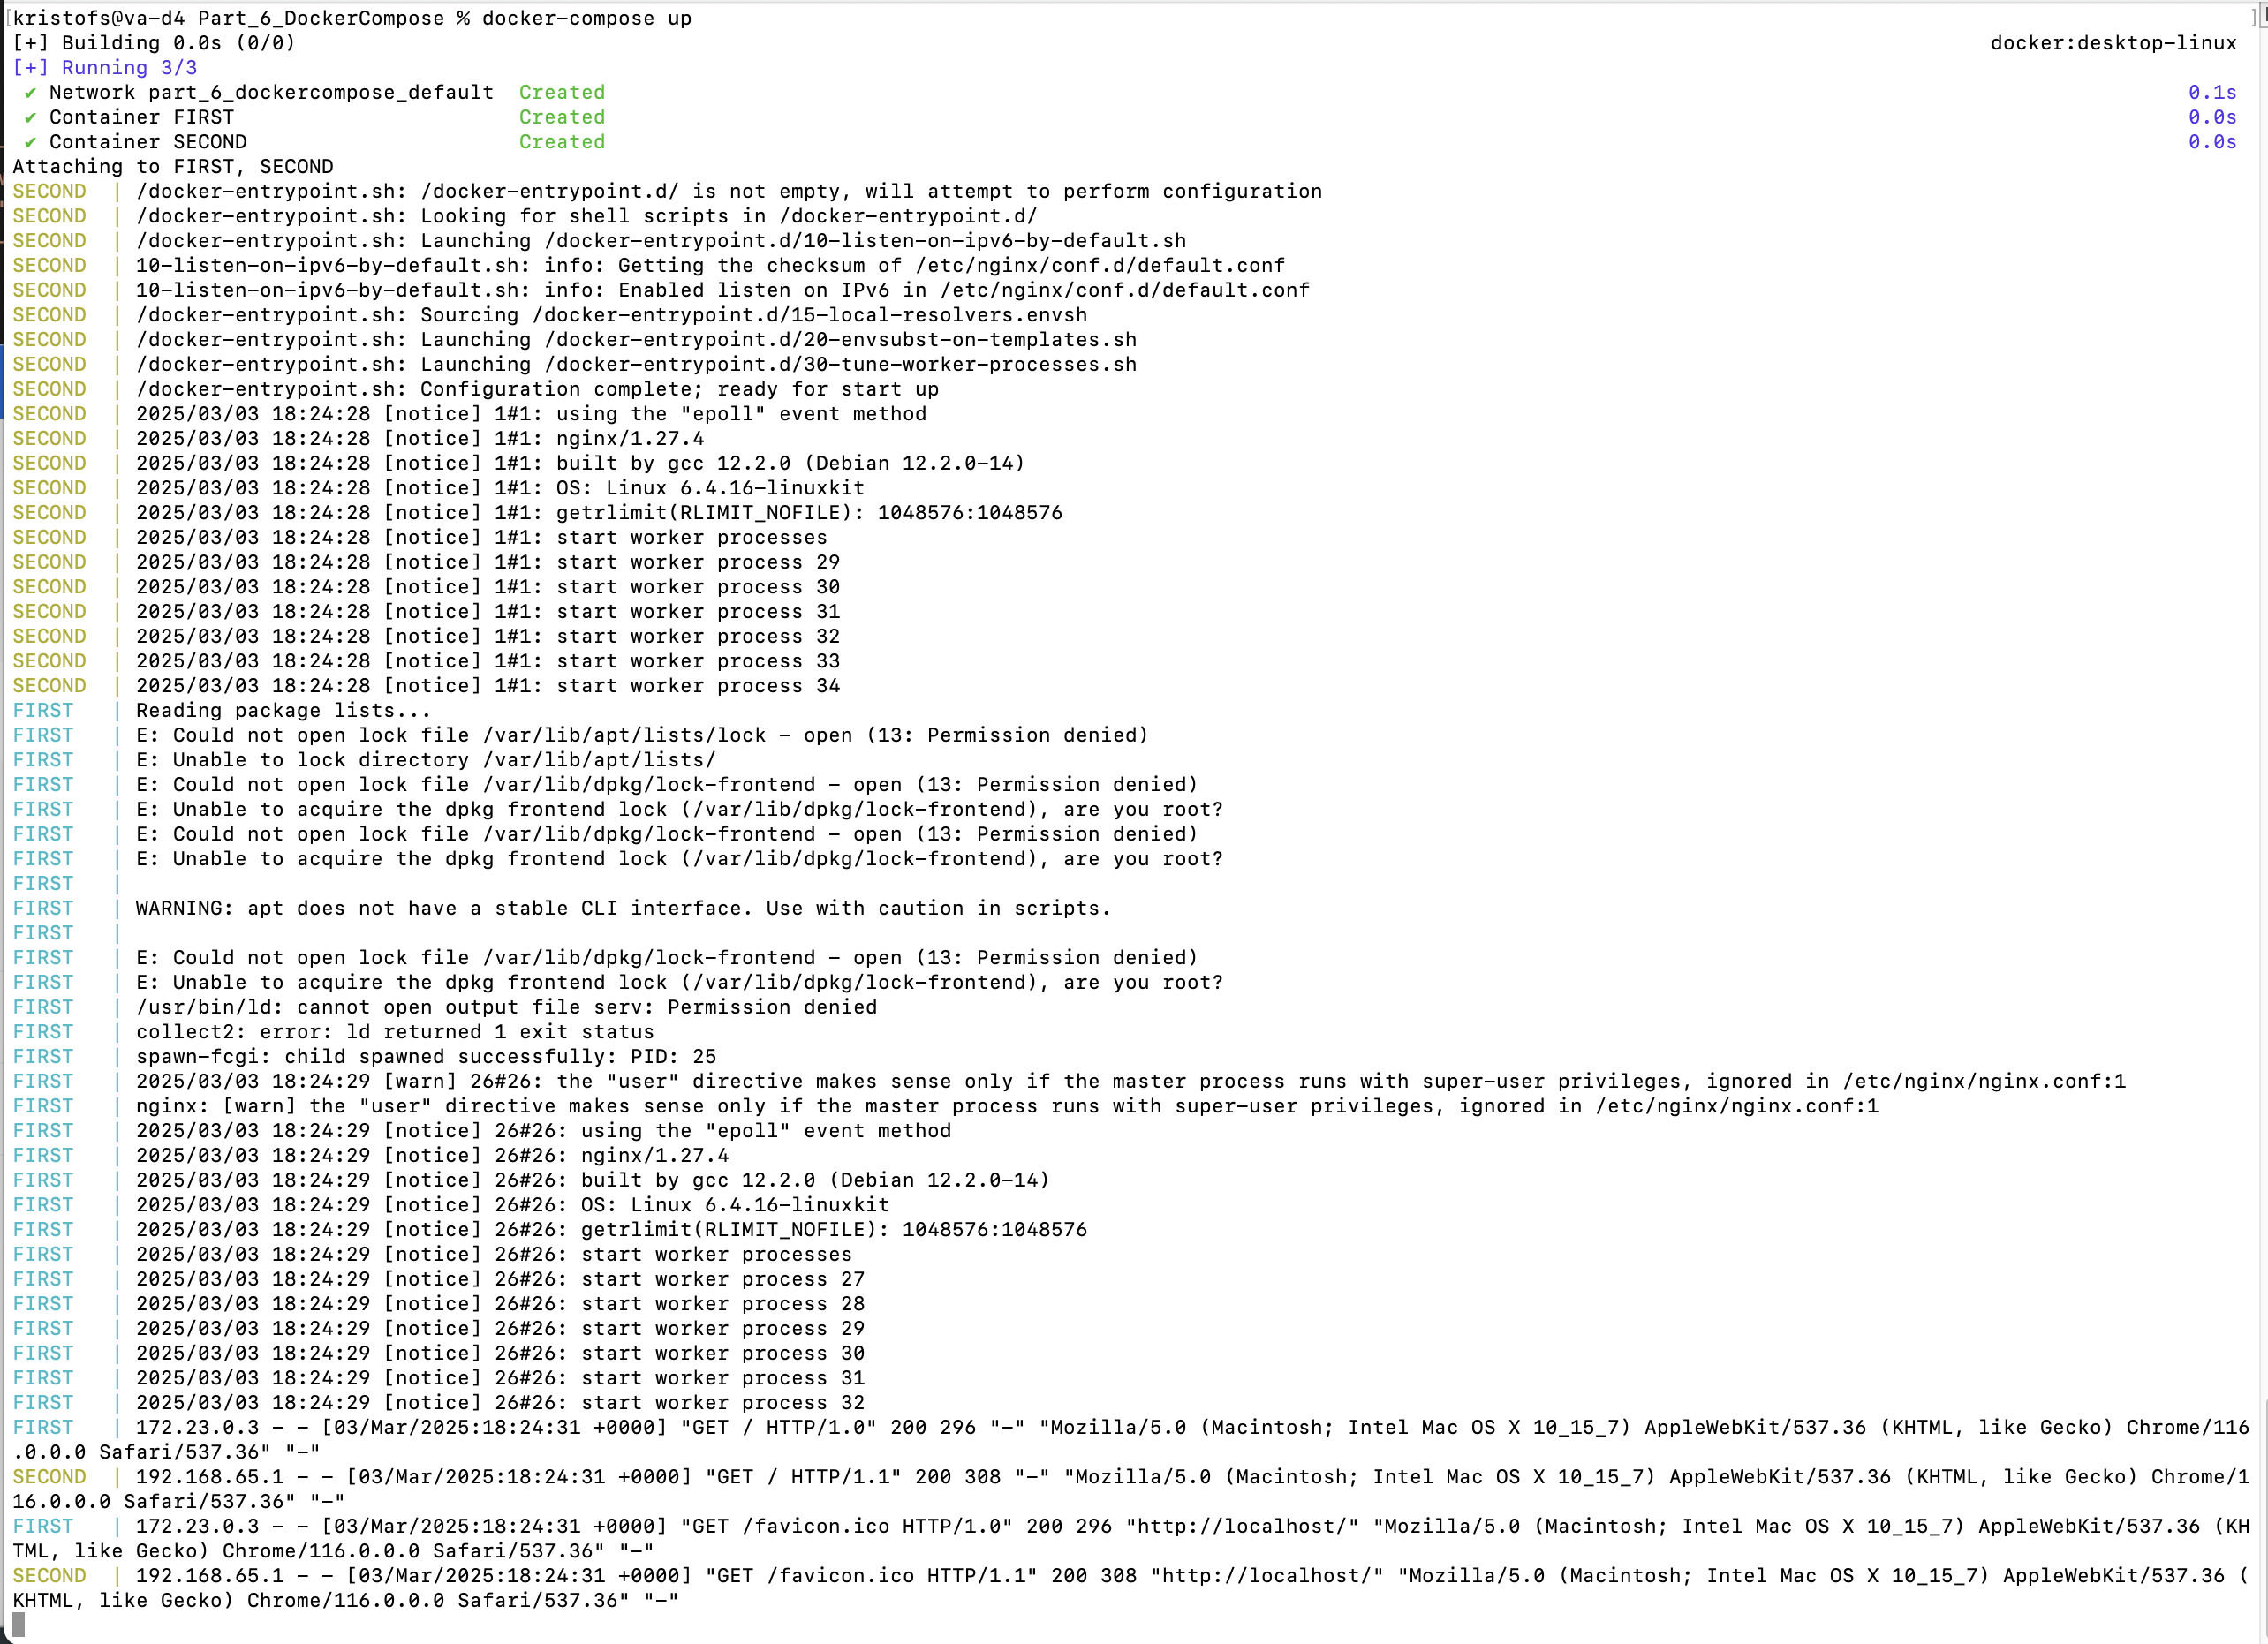 [kristofs@va-d4 Part_6_DockerCompose % docker-compose up ]
[+] Building 0.0s (0/0) docker:desktop-linux
[+] Running 3/3
✔ Network part_6_dockercompose_default Created 0.1s
✔ Container FIRST Created 0.0s
✔ Container SECOND Created 0.0s
Attaching to FIRST, SECOND
SECOND | /docker-entrypoint.sh: /docker-entrypoint.d/ is not empty, will attempt to perform configuration
SECOND | /docker-entrypoint.sh: Looking for shell scripts in /docker-entrypoint.d/
SECOND | /docker-entrypoint.sh: Launching /docker-entrypoint.d/10-listen-on-ipv6-by-default.sh
SECOND | 10-listen-on-ipv6-by-default.sh: info: Getting the checksum of /etc/nginx/conf.d/default.conf
SECOND | 10-listen-on-ipv6-by-default.sh: info: Enabled listen on IPv6 in /etc/nginx/conf.d/default.conf
SECOND | /docker-entrypoint.sh: Sourcing /docker-entrypoint.d/15-local-resolvers.envsh
SECOND | /docker-entrypoint.sh: Launching /docker-entrypoint.d/20-envsubst-on-templates.sh
SECOND | /docker-entrypoint.sh: Launching /docker-entrypoint.d/30-tune-worker-processes.sh
SECOND | /docker-entrypoint.sh: Configuration complete; ready for start up
SECOND | 2025/03/03 18:24:28 [notice] 1#1: using the "epoll" event method
SECOND | 2025/03/03 18:24:28 [notice] 1#1: nginx/1.27.4
SECOND | 2025/03/03 18:24:28 [notice] 1#1: built by gcc 12.2.0 (Debian 12.2.0-14)
SECOND | 2025/03/03 18:24:28 [notice] 1#1: OS: Linux 6.4.16-linuxkit
SECOND | 2025/03/03 18:24:28 [notice] 1#1: getrlimit(RLIMIT_NOFILE): 1048576:1048576
SECOND | 2025/03/03 18:24:28 [notice] 1#1: start worker processes
SECOND | 2025/03/03 18:24:28 [notice] 1#1: start worker process 29
SECOND | 2025/03/03 18:24:28 [notice] 1#1: start worker process 30
SECOND | 2025/03/03 18:24:28 [notice] 1#1: start worker process 31
SECOND | 2025/03/03 18:24:28 [notice] 1#1: start worker process 32
SECOND | 2025/03/03 18:24:28 [notice] 1#1: start worker process 33
SECOND | 2025/03/03 18:24:28 [notice] 1#1: start worker process 34
FIRST | Reading package lists...
FIRST | E: Could not open lock file /var/lib/apt/lists/lock - open (13: Permission denied)
FIRST | E: Unable to lock directory /var/lib/apt/lists/
FIRST | E: Could not open lock file /var/lib/dpkg/lock-frontend - open (13: Permission denied)
FIRST | E: Unable to acquire the dpkg frontend lock (/var/lib/dpkg/lock-frontend), are you root?
FIRST | E: Could not open lock file /var/lib/dpkg/lock-frontend - open (13: Permission denied)
FIRST | E: Unable to acquire the dpkg frontend lock (/var/lib/dpkg/lock-frontend), are you root?
FIRST |
FIRST | WARNING: apt does not have a stable CLI interface. Use with caution in scripts.
FIRST |
FIRST | E: Could not open lock file /var/lib/dpkg/lock-frontend - open (13: Permission denied)
FIRST | E: Unable to acquire the dpkg frontend lock (/var/lib/dpkg/lock-frontend), are you root?
FIRST | /usr/bin/ld: cannot open output file serv: Permission denied
FIRST | collect2: error: ld returned 1 exit status
FIRST | spawn-fcgi: child spawned successfully: PID: 25
FIRST | 2025/03/03 18:24:29 [warn] 26#26: the "user" directive makes sense only if the master process runs with super-user privileges, ignored in /etc/nginx/nginx.conf:1
FIRST | nginx: [warn] the "user" directive makes sense only if the master process runs with super-user privileges, ignored in /etc/nginx/nginx.conf:1
FIRST | 2025/03/03 18:24:29 [notice] 26#26: using the "epoll" event method
FIRST | 2025/03/03 18:24:29 [notice] 26#26: nginx/1.27.4
FIRST | 2025/03/03 18:24:29 [notice] 26#26: built by gcc 12.2.0 (Debian 12.2.0-14)
FIRST | 2025/03/03 18:24:29 [notice] 26#26: OS: Linux 6.4.16-linuxkit
FIRST | 2025/03/03 18:24:29 [notice] 26#26: getrlimit(RLIMIT_NOFILE): 1048576:1048576
FIRST | 2025/03/03 18:24:29 [notice] 26#26: start worker processes
FIRST | 2025/03/03 18:24:29 [notice] 26#26: start worker process 27
FIRST | 2025/03/03 18:24:29 [notice] 26#26: start worker process 28
FIRST | 2025/03/03 18:24:29 [notice] 26#26: start worker process 29
FIRST | 2025/03/03 18:24:29 [notice] 26#26: start worker process 30
FIRST | 2025/03/03 18:24:29 [notice] 26#26: start worker process 31
FIRST | 2025/03/03 18:24:29 [notice] 26#26: start worker process 32
FIRST | 172.23.0.3 - - [03/Mar/2025:18:24:31 +0000] "GET / HTTP/1.0" 200 296 "-" "Mozilla/5.0 (Macintosh; Intel Mac OS X 10_15_7) AppleWebKit/537.36 (KHTML, like Gecko) Chrome/116
.0.0.0 Safari/537.36" "-"
SECOND | 192.168.65.1 - - [03/Mar/2025:18:24:31 +0000] "GET / HTTP/1.1" 200 308 "-" "Mozilla/5.0 (Macintosh; Intel Mac OS X 10_15_7) AppleWebKit/537.36 (KHTML, like Gecko) Chrome/1
16.0.0.0 Safari/537.36" "-"
FIRST | 172.23.0.3 - - [03/Mar/2025:18:24:31 +0000] "GET /favicon.ico HTTP/1.0" 200 296 "http://localhost/" "Mozilla/5.0 (Macintosh; Intel Mac OS X 10_15_7) AppleWebKit/537.36 (KH
TML, like Gecko) Chrome/116.0.0.0 Safari/537.36" "-"
SECOND | 192.168.65.1 - - [03/Mar/2025:18:24:31 +0000] "GET /favicon.ico HTTP/1.1" 200 308 "http://localhost/" "Mozilla/5.0 (Macintosh; Intel Mac OS X 10_15_7) AppleWebKit/537.36 (
KHTML, like Gecko) Chrome/116.0.0.0 Safari/537.36" "-"